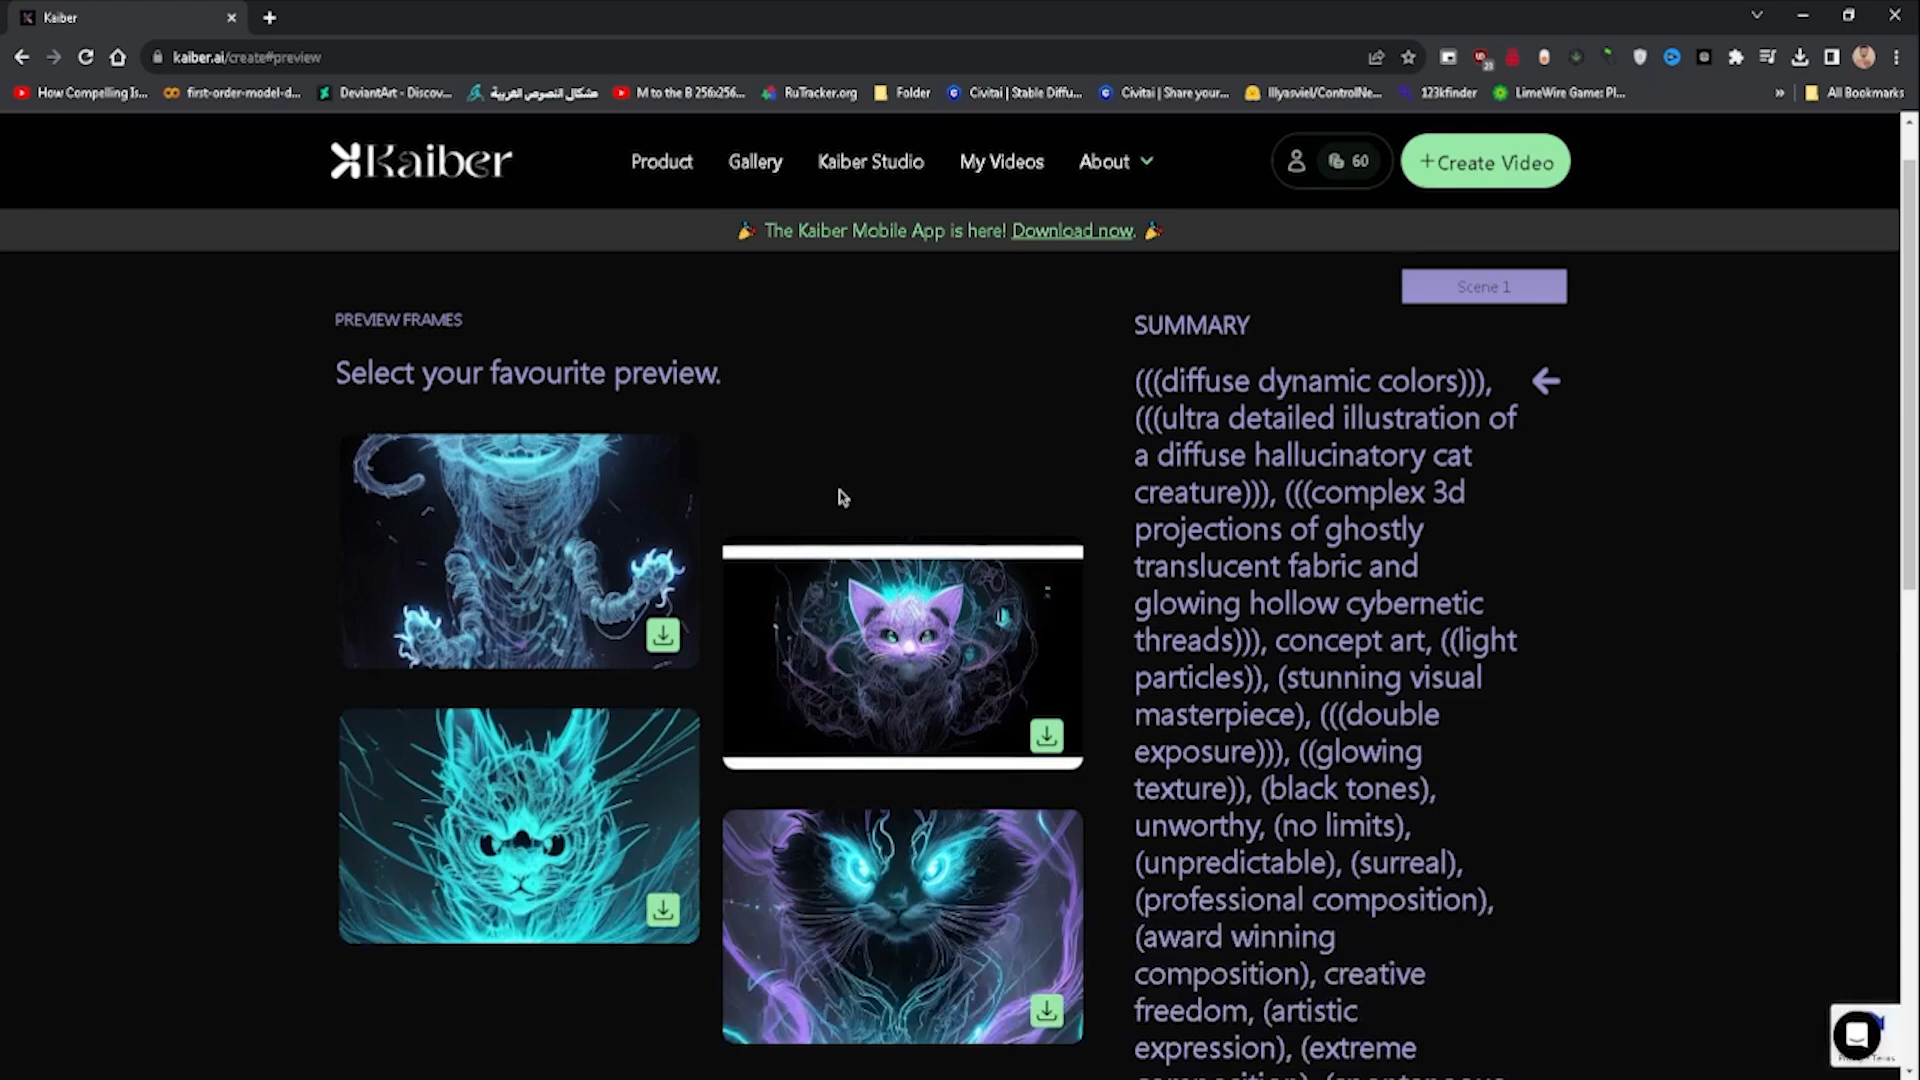 Kaiber
kaiber.ai/create#preview
How Compelling Is...
first-order-model-d...
DeviantArt - Discov...
مشكال النصوص العربية
M to the B 256x256...
RuTracker.org
Folder
Civitai | Stable Diffu...
Civitai | Share your...
Illyasviel/ControlNe...
123kfinder
LimeWire Game: Pl...
»
All Bookmarks
Kaiber
Product
Gallery
Kaiber Studio
My Videos
About
60
+Create Video
🎉 The Kaiber Mobile App is here! Download now. 🎉
Scene 1
PREVIEW FRAMES
Select your favourite preview.
SUMMARY
(((diffuse dynamic colors))),
(((ultra detailed illustration of
a diffuse hallucinatory cat
creature))), (((complex 3d
projections of ghostly
translucent fabric and
glowing hollow cybernetic
threads))), concept art, ((light
particles)), (stunning visual
masterpiece), (((double
exposure))), ((glowing
texture)), (black tones),
unworthy, (no limits),
(unpredictable), (surreal),
(professional composition),
(award winning
composition), creative
freedom, (artistic
expression), (extreme